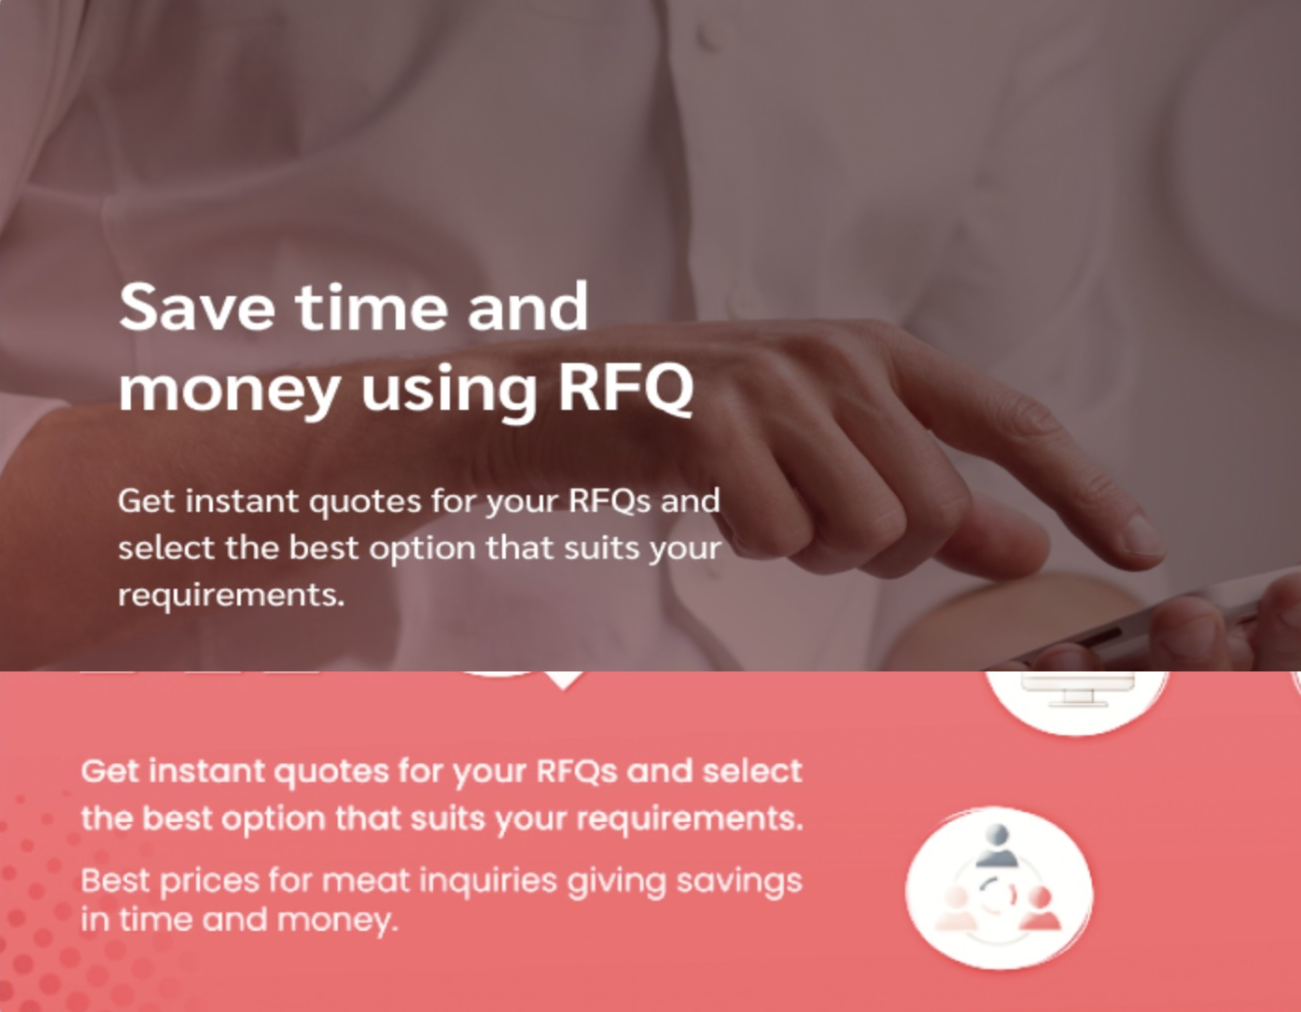 Save time and
money using RFQ
Get instant quotes for your RFQs and
select the best option that suits your
requirements.
Get instant quotes for your RFQs and select
the best option that suits your requirements.
Best prices for meat inquiries giving savings
in time and money.